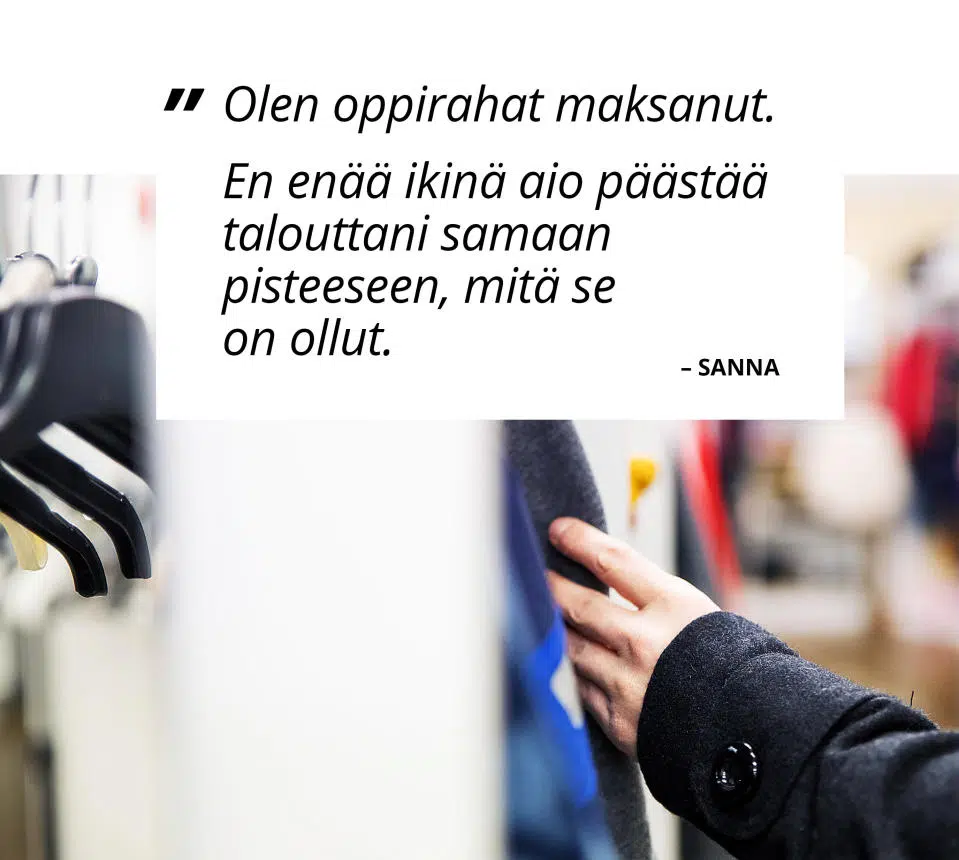 ” Olen oppirahat maksanut.
En enää ikinä aio päästää
talouttani samaan
pisteeseen, mitä se
on ollut.
– SANNA